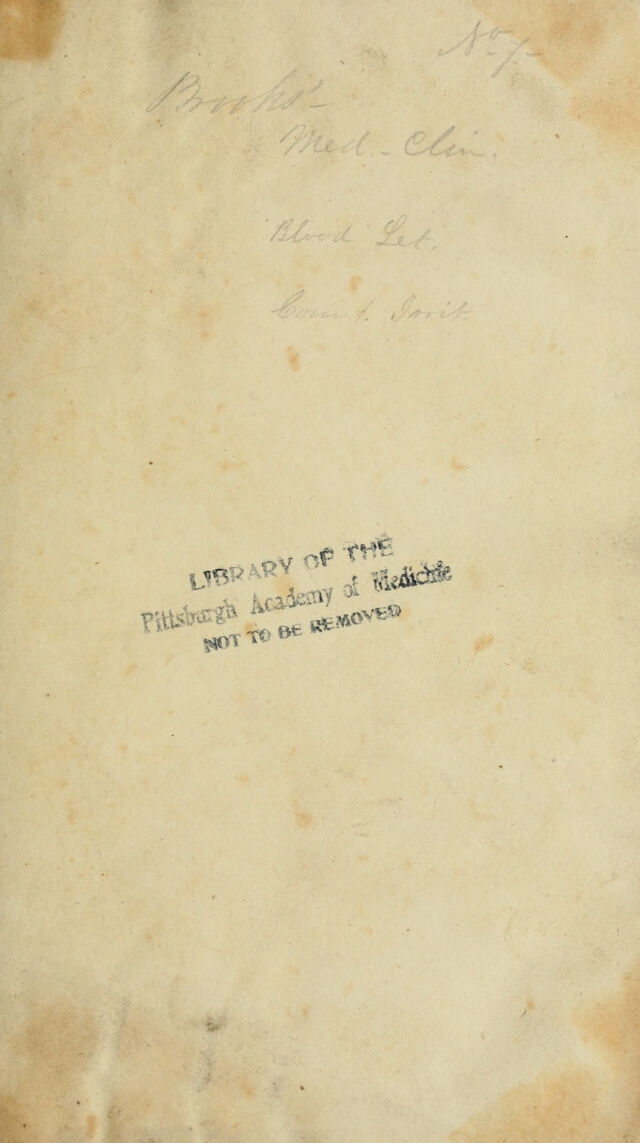 No 7-
Brooks'-
Med - Clin.
Blood Let.
Count. Irrit.
LIBRARY OF THE
Pittsburgh Academy of Medicine
NOT TO BE REMOVED